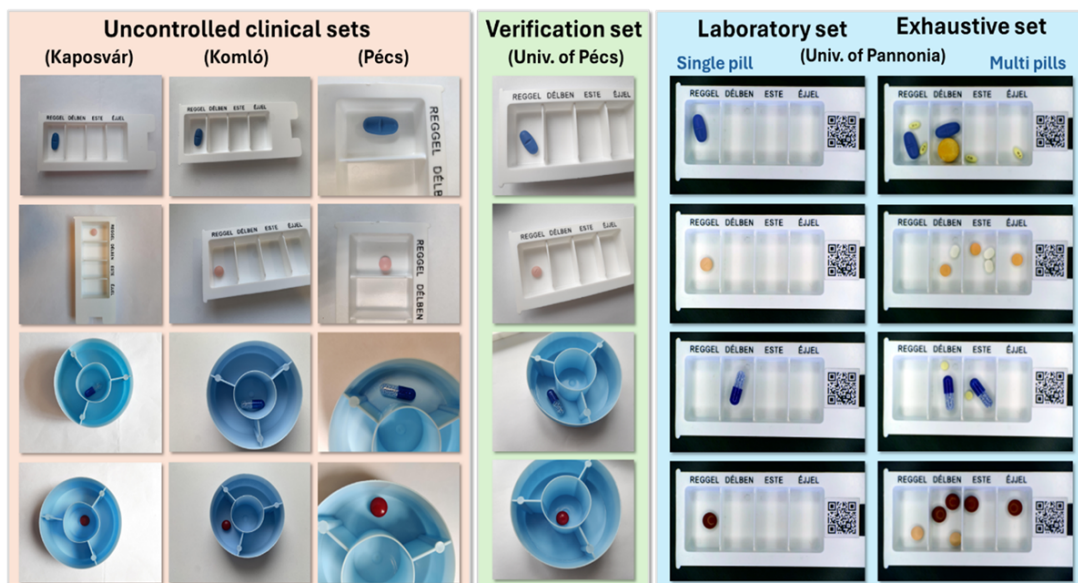 Uncontrolled clinical sets
(Kaposvár)
(Komló)
(Pécs)
Verification set
(Univ. of Pécs)
Laboratory set
Exhaustive set
(Univ. of Pannonia)
Single pill
Multi pills
REGGEL DÉLBEN ESTE ÉJJEL
REGGEL DÉLBEN ESTE ÉJJEL
REGGEL DÉLB
REGGEL DÉLBEN ESTE ÉJJEL
REGGEL DÉLBEN ESTE ÉJJEL
REGGEL DÉLBEN ESTE ÉJJEL
REGGEL DÉLBEN ESTE ÉJJEL
REGGEL DÉLBEN ESTE ÉJJEL
REGGEL DÉLBEN
REGGEL DÉLBEN ESTE ÉJJEL
REGGEL DÉLBEN ESTE ÉJJEL
REGGEL DÉLBEN ESTE ÉJJEL
REGGEL DÉLBEN ESTE ÉJJEL
REGGEL DÉLBEN ESTE ÉJJEL
REGGEL DÉLBEN ESTE ÉJJEL
REGGEL DÉLBEN ESTE ÉJJEL